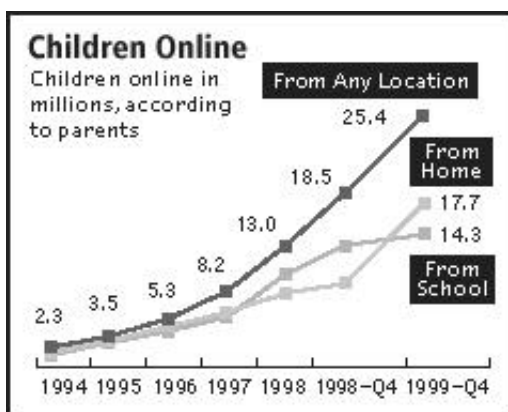 Children Online
Children online in
millions, according
to parents
From Any Location
25.4
From
Home
18.5
17.7
13.0
14.3
8.2
From
School
5.3
3.5
2.3
1994 1995 1996 1997 1998 1998-Q4 1999-Q4